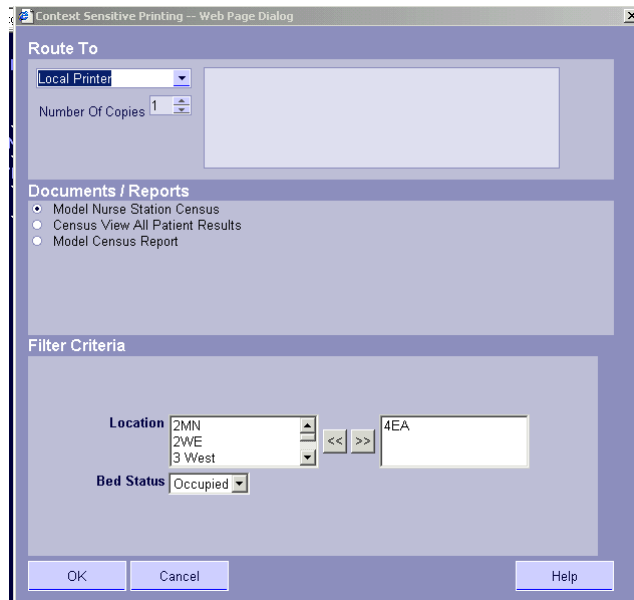 Context Sensitive Printing -- Web Page Dialog
Route To
Local Printer
Number Of Copies 1
Documents / Reports
Model Nurse Station Census
Census View All Patient Results
Model Census Report
Filter Criteria
Location 2MN << >> 4EA
2WE
3 West
Bed Status Occupied
OK Cancel Help